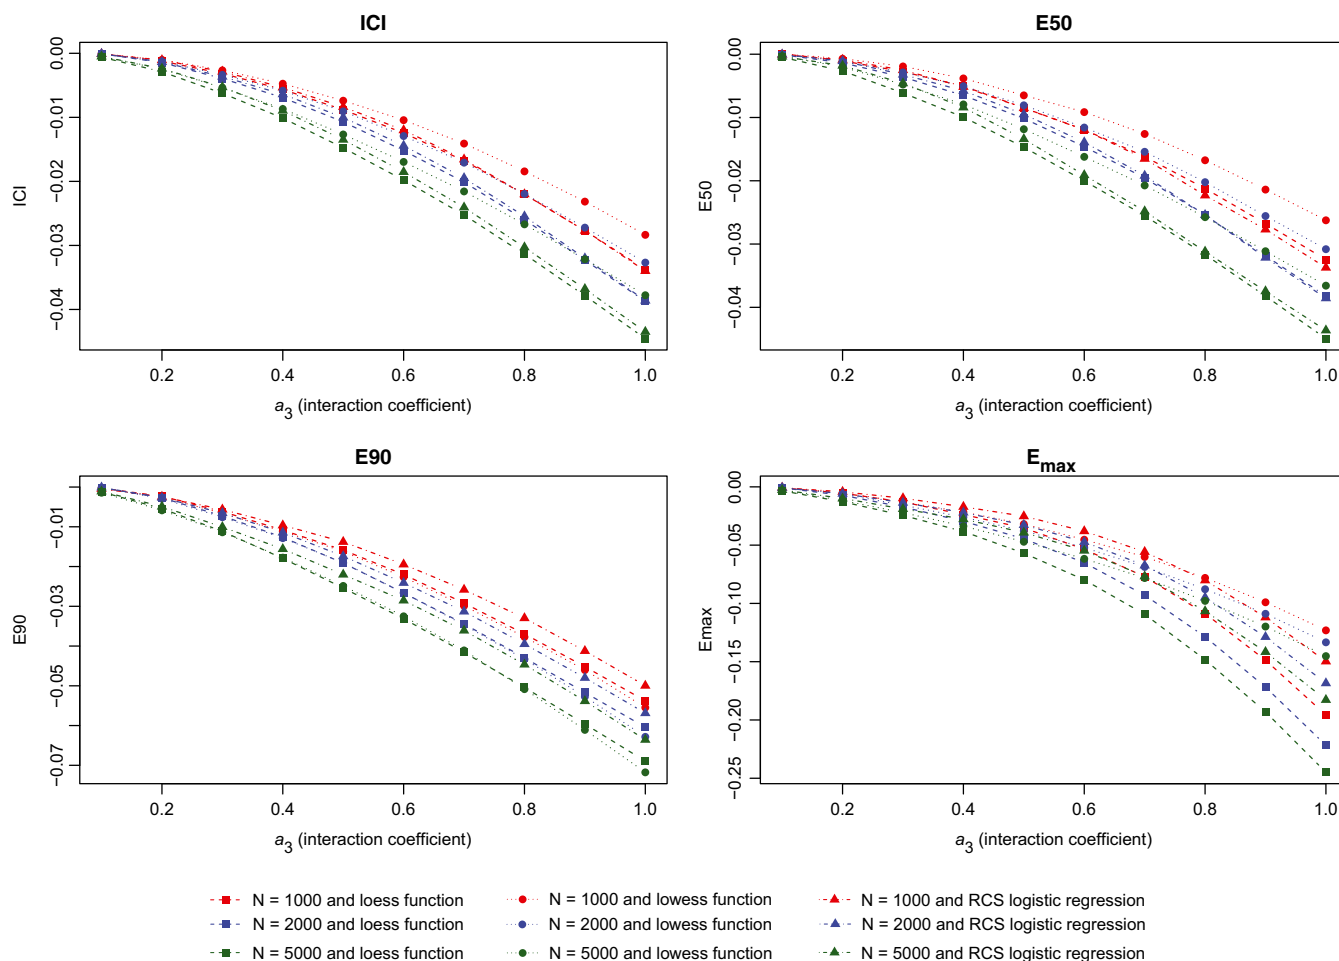 ICI
0.00
−0.01
−0.02
−0.03
−0.04
ICI
0.2 0.4 0.6 0.8 1.0
a3 (interaction coefficient)
E50
0.00
−0.01
−0.02
−0.03
−0.04
E50
0.2 0.4 0.6 0.8 1.0
a3 (interaction coefficient)
E90
−0.01
−0.03
−0.05
−0.07
E90
0.2 0.4 0.6 0.8 1.0
a3 (interaction coefficient)
Emax
0.00
−0.05
−0.10
−0.15
−0.20
−0.25
Emax
0.2 0.4 0.6 0.8 1.0
a3 (interaction coefficient)
N = 1000 and loess function
N = 2000 and loess function
N = 5000 and loess function
N = 1000 and lowess function
N = 2000 and lowess function
N = 5000 and lowess function
N = 1000 and RCS logistic regression
N = 2000 and RCS logistic regression
N = 5000 and RCS logistic regression